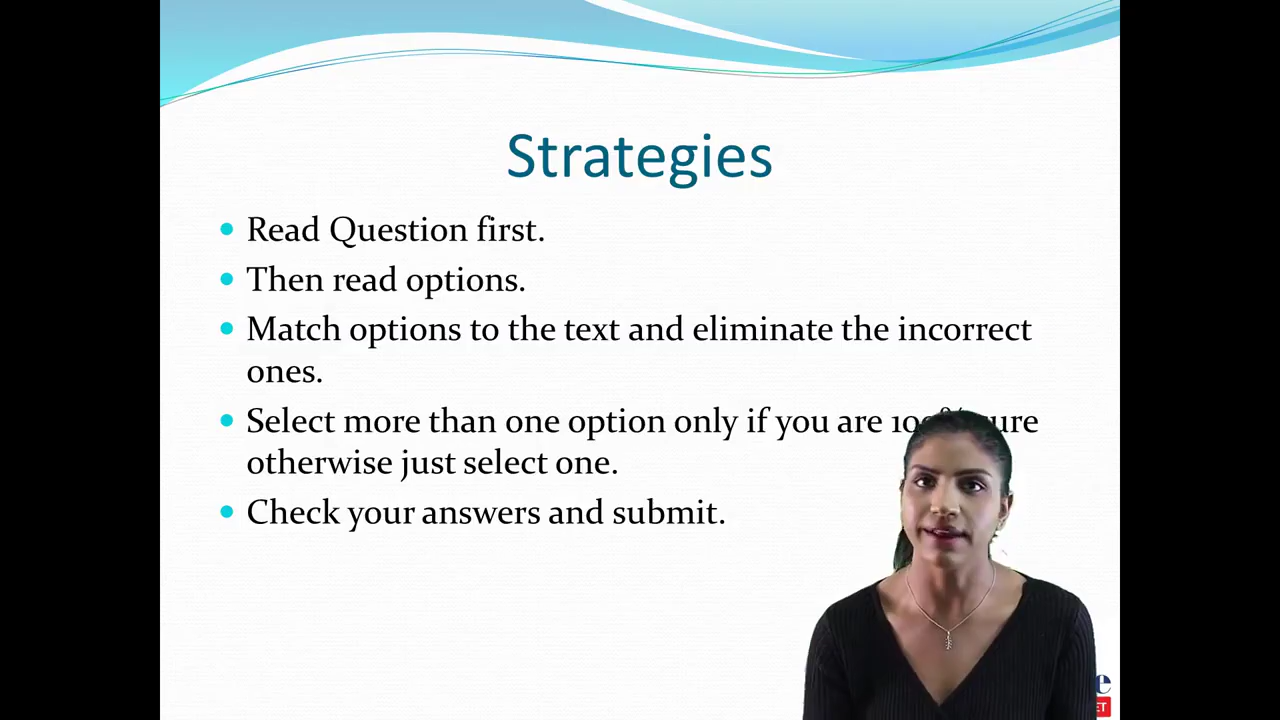 Strategies
Read Question first.
Then read options.
Match options to the text and eliminate the incorrect
ones.
Select more than one option only if you are
otherwise just select one.
Check your answers and submit.